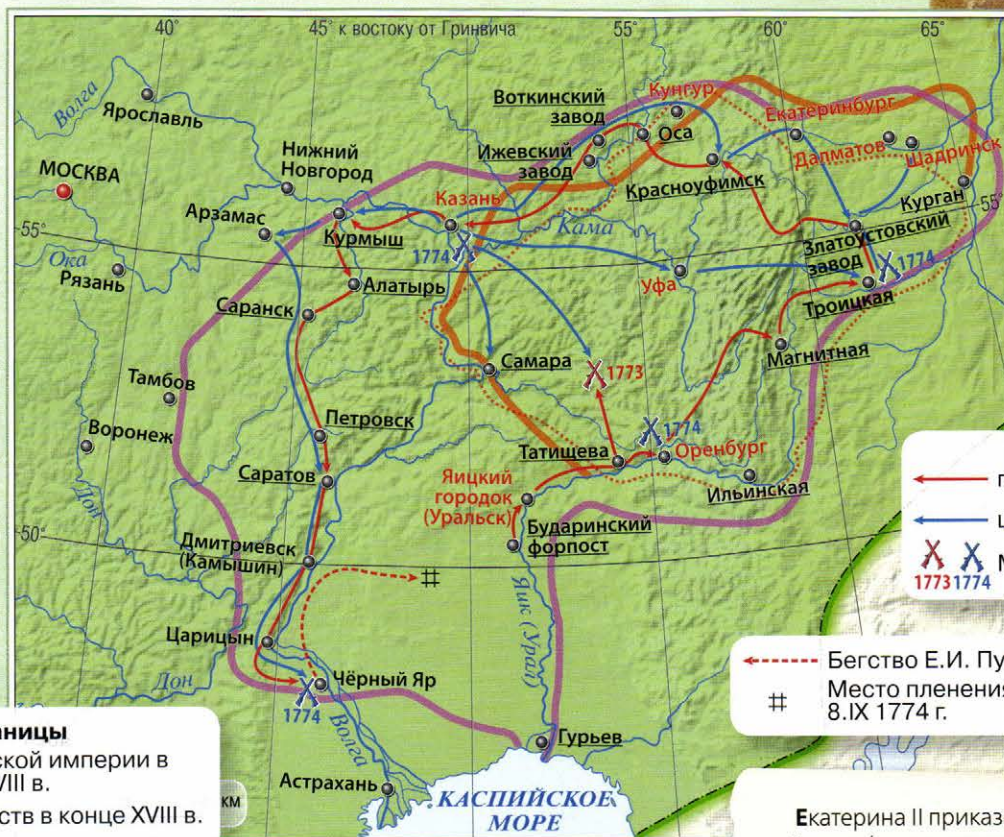 40°
45° к востоку от Гринвича
55°
60°
65°
Волга
Ярославль
МОСКВА
Нижний
Новгород
Воткинский
завод
Кунгур
Екатеринбург
Оса
Далматов
Шадринск
Ижевский
завод
Красноуфимск
Курган
55°
Арзамас
Казань
Кама
Курмыш
1774
Златоустовский
завод
1774
55°
Ока
Рязань
Алатырь
Уфа
Троицкая
Саранск
Магнитная
Самара
1773
Тамбов
Воронеж
Петровск
Татищева
1774
Оренбург
Саратов
Яицкий
городок
(Уральск)
Ильинская
Дон
50°
Дмитриевск
(Камышин)
Бударинский
форпост
1773 1774
Яик (Урал)
Царицын
Дон
Чёрный Яр
1774
Волга
Гурьев
Астрахань
КАСПИЙСКОЕ
МОРЕ
Бегство Е.И. Пу
Место пленения
8.IX 1774 г.
аницы
ской империи в
VIII в.
ств в конце XVIII в.
км
Екатерина II приказ